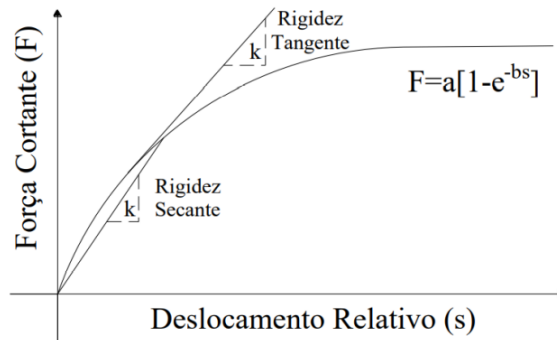 Força Cortante (F)
Rigidez
Tangente
k
F=a[1-e^-bs]
Rigidez
Secante
k
Deslocamento Relativo (s)